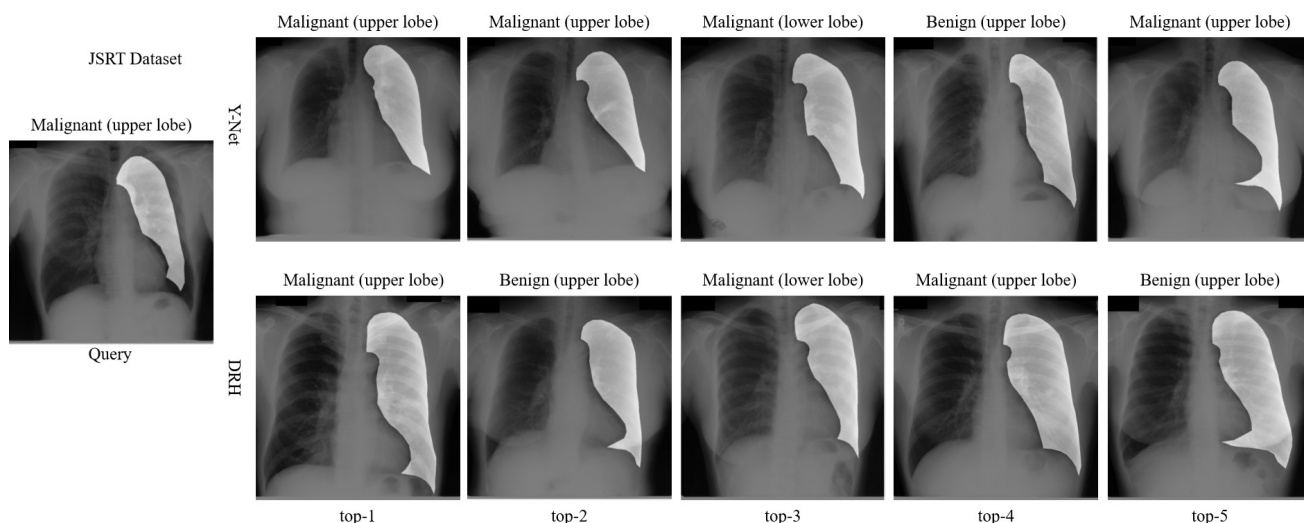 JSRT Dataset
Malignant (upper lobe)
Query
Y-Net
Malignant (upper lobe)
Malignant (upper lobe)
Malignant (lower lobe)
Benign (upper lobe)
Malignant (upper lobe)
DRH
Malignant (upper lobe)
Benign (upper lobe)
Malignant (lower lobe)
Malignant (upper lobe)
Benign (upper lobe)
top-1
top-2
top-3
top-4
top-5